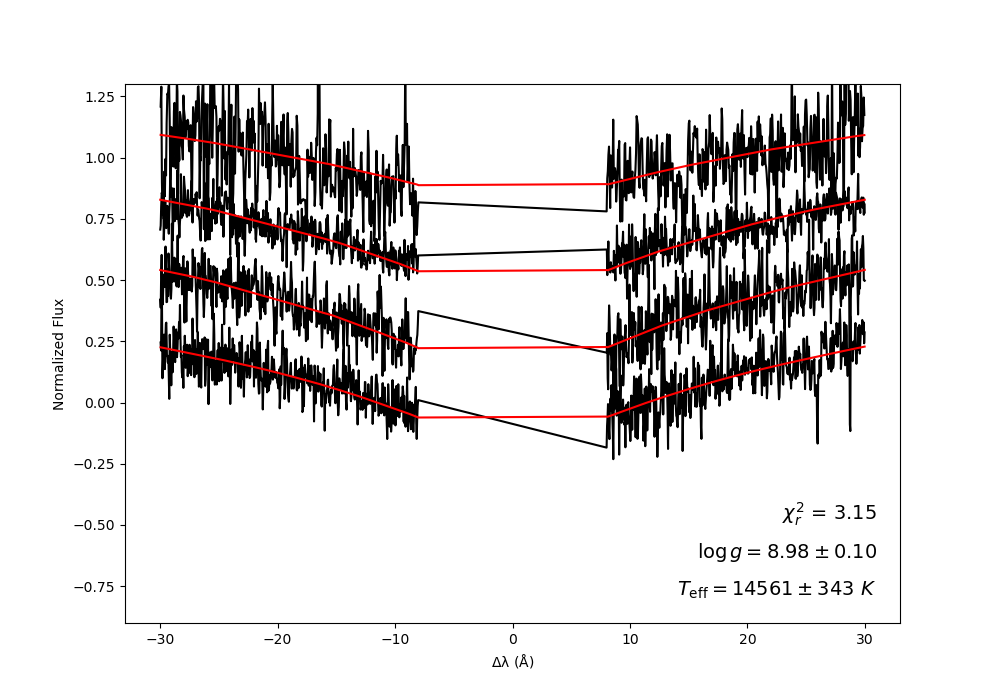 Normalized Flux
1.25
1.00
0.75
0.50
0.25
0.00
−0.25
−0.50
−0.75
χ²ᵣ = 3.15
log g = 8.98 ± 0.10
T_eff = 14561 ± 343 K
−30 −20 −10 0 10 20 30
Δλ (Å)